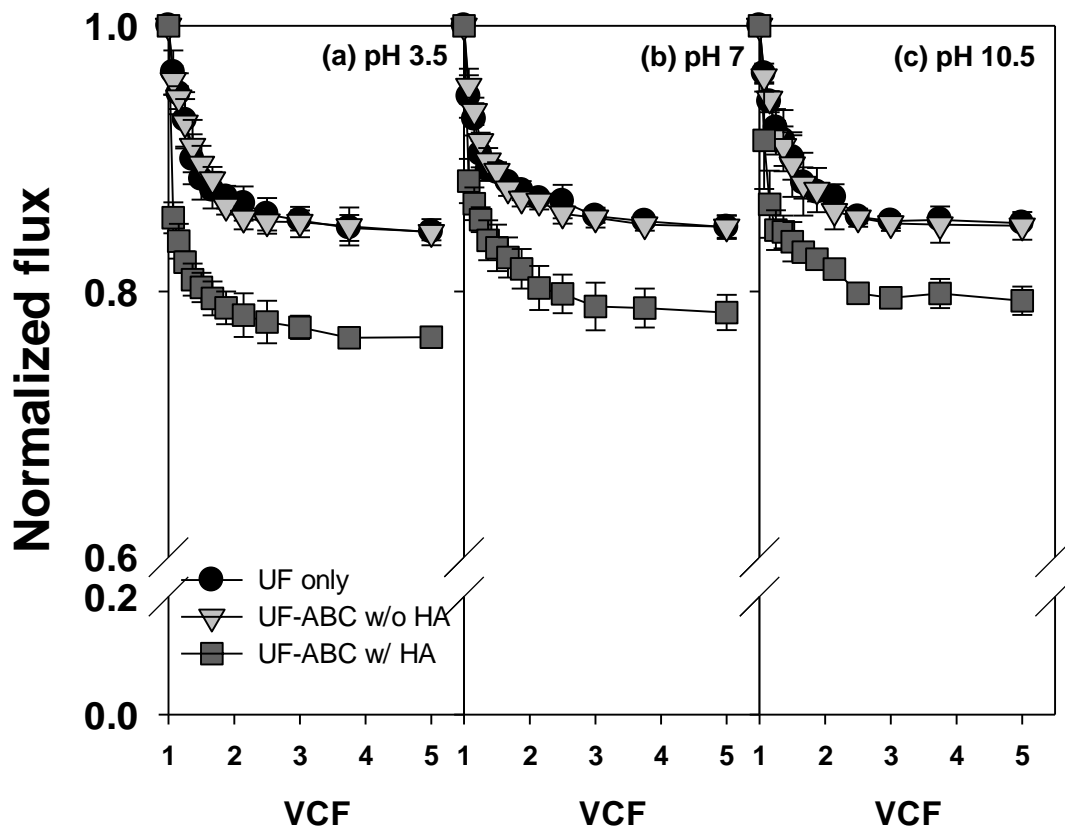 Normalized flux
1.0
0.8
0.6
0.2
0.0
(a) pH 3.5
(b) pH 7
(c) pH 10.5
UF only
UF-ABC w/o HA
UF-ABC w/ HA
1 2 3 4 5 1 2 3 4 5 1 2 3 4 5
VCF VCF VCF